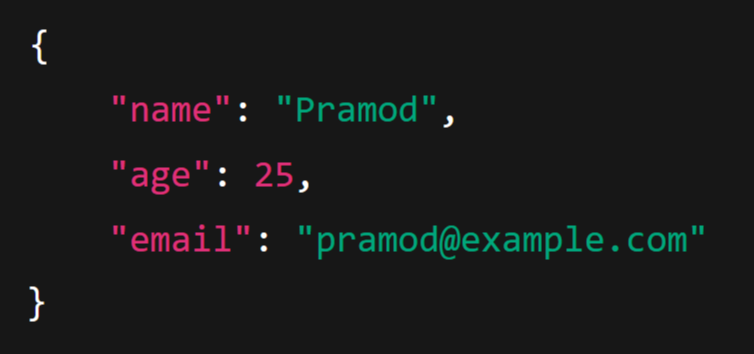 {
"name": "Pramod",
"age": 25,
"email": "pramod@example.com"
}